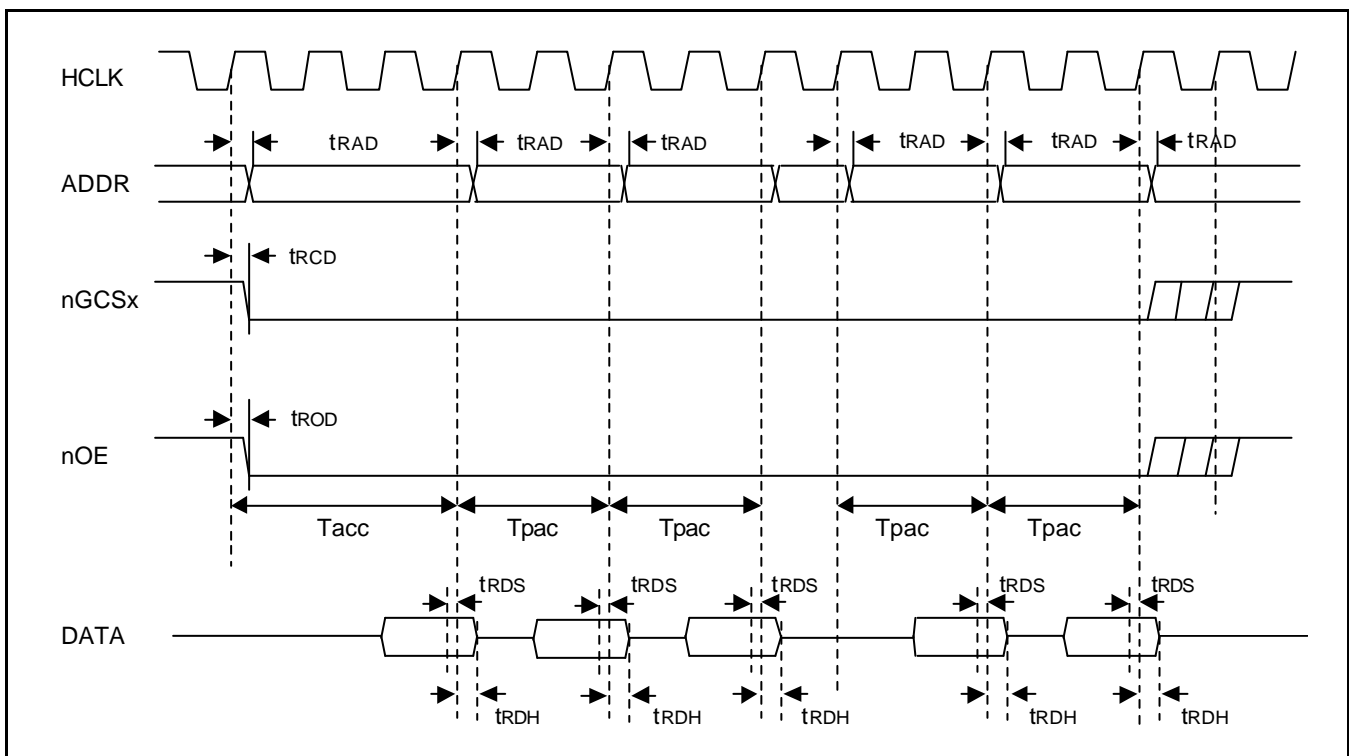 HCLK
tRAD tRAD tRAD tRAD tRAD tRAD
ADDR
tRCD
nGCSx
tROD
nOE
Tacc Tpac Tpac Tpac Tpac
tRDS tRDS tRDS tRDS tRDS
DATA
tRDH tRDH tRDH tRDH tRDH